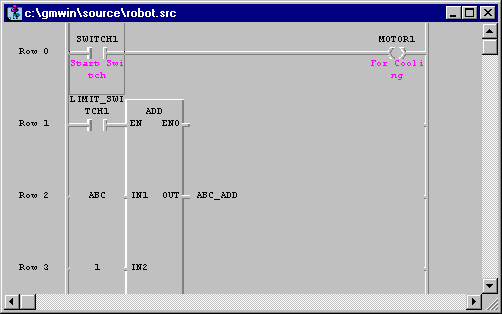 c:\gmwin\source\robot.src
SWITCH1 MOTOR1
Row 0
Start Swi For Cooli
tch ng
LIMIT_SWI
TCH1 ADD
Row 1 EN ENO
Row 2 ABC IN1 OUT ABC_ADD
Row 3 1 IN2